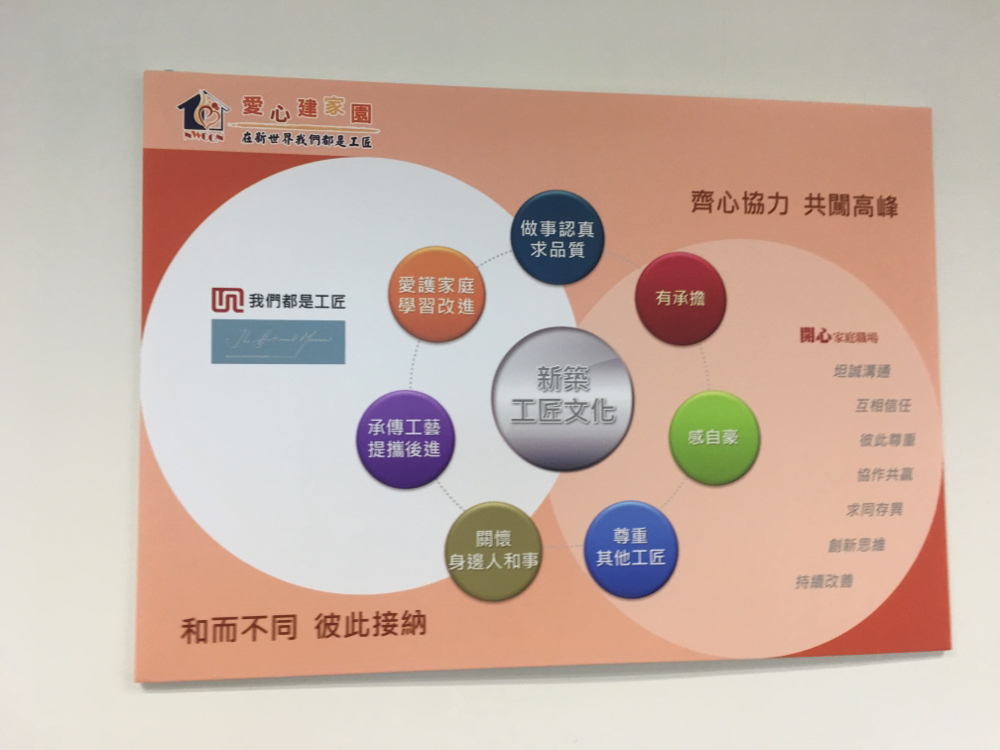 愛心建家園
NWCON
在新世界我們都是工匠
齊心協力 共闖高峰
做事認真
求品質
愛護家庭
學習改進
有承擔
我們都是工匠
新築
工匠文化
開心家庭職場
坦誠溝通
互相信任
承傳工藝
提攜後進
感自豪
彼此尊重
協作共贏
求同存異
關懷
身邊人和事
尊重
其他工匠
創新思維
持續改善
和而不同 彼此接納